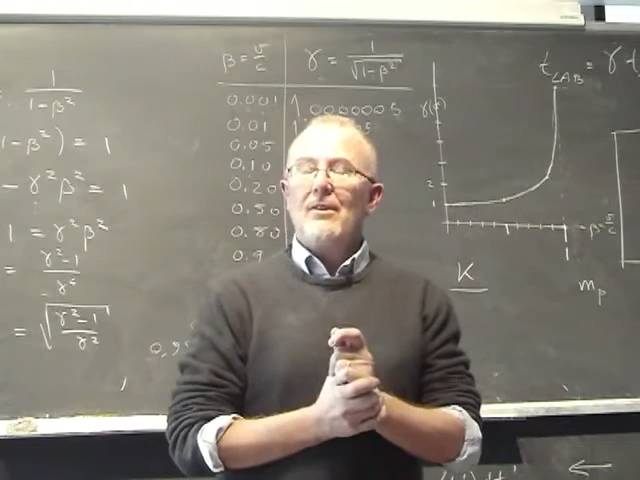 1
1-β²
1-β²) = 1
- γ²β² = 1
1 = γ²β²
= γ²-1
γ²
= √γ²-1
γ²
β = v/c
γ = 1
√1-β²
0.001
1.0000005
0.01
0.05
0.10
0.20
0.50
0.80
0.9
γ(β)
2
1
1
β = v/c
t LAB = γ t
K
m p